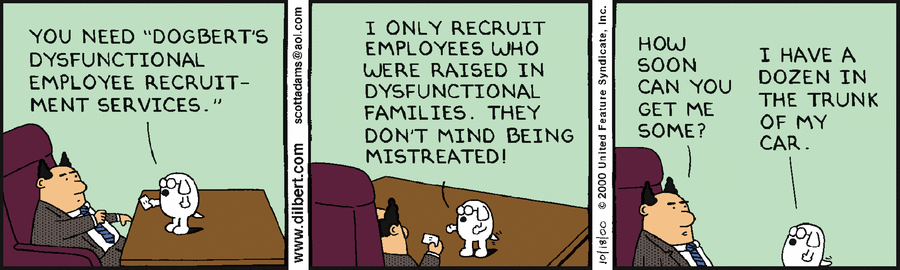 YOU NEED "DOGBERT'S
DYSFUNCTIONAL
EMPLOYEE RECRUIT-
MENT SERVICES."
www.dilbert.com scottadams@aol.com
I ONLY RECRUIT
EMPLOYEES WHO
WERE RAISED IN
DYSFUNCTIONAL
FAMILIES. THEY
DON'T MIND BEING
MISTREATED!
10/18/00 © 2000 United Feature Syndicate, Inc.
HOW
SOON
CAN YOU
GET ME
SOME?
I HAVE A
DOZEN IN
THE TRUNK
OF MY
CAR.